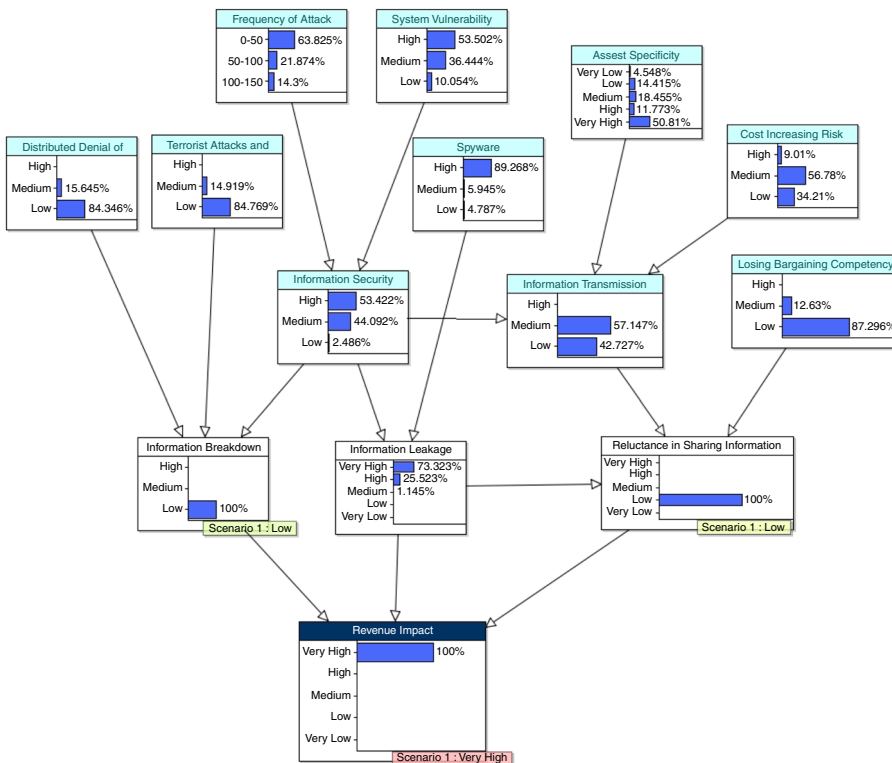 Frequency of Attack
0-50 63.825%
50-100 21.874%
100-150 14.3%
System Vulnerability
High 53.502%
Medium 36.444%
Low 10.054%
Assest Specificity
Very Low 4.548%
Low 14.415%
Medium 18.455%
High 11.773%
Very High 50.81%
Distributed Denial of
High
Medium 15.645%
Low 84.346%
Terrorist Attacks and
High
Medium 14.919%
Low 84.769%
Spyware
High 89.268%
Medium 5.945%
Low 4.787%
Cost Increasing Risk
High 9.01%
Medium 56.78%
Low 34.21%
Information Security
High 53.422%
Medium 44.092%
Low 2.486%
Information Transmission
High
Medium 57.147%
Low 42.727%
Losing Bargaining Competency
High
Medium 12.63%
Low 87.296%
Information Breakdown
High
Medium
Low 100%
Scenario 1 : Low
Information Leakage
Very High 73.323%
High 25.523%
Medium 1.145%
Low
Very Low
Reluctance in Sharing Information
Very High
High
Medium
Low 100%
Very Low
Scenario 1 : Low
Revenue Impact
Very High 100%
High
Medium
Low
Very Low
Scenario 1 : Very High